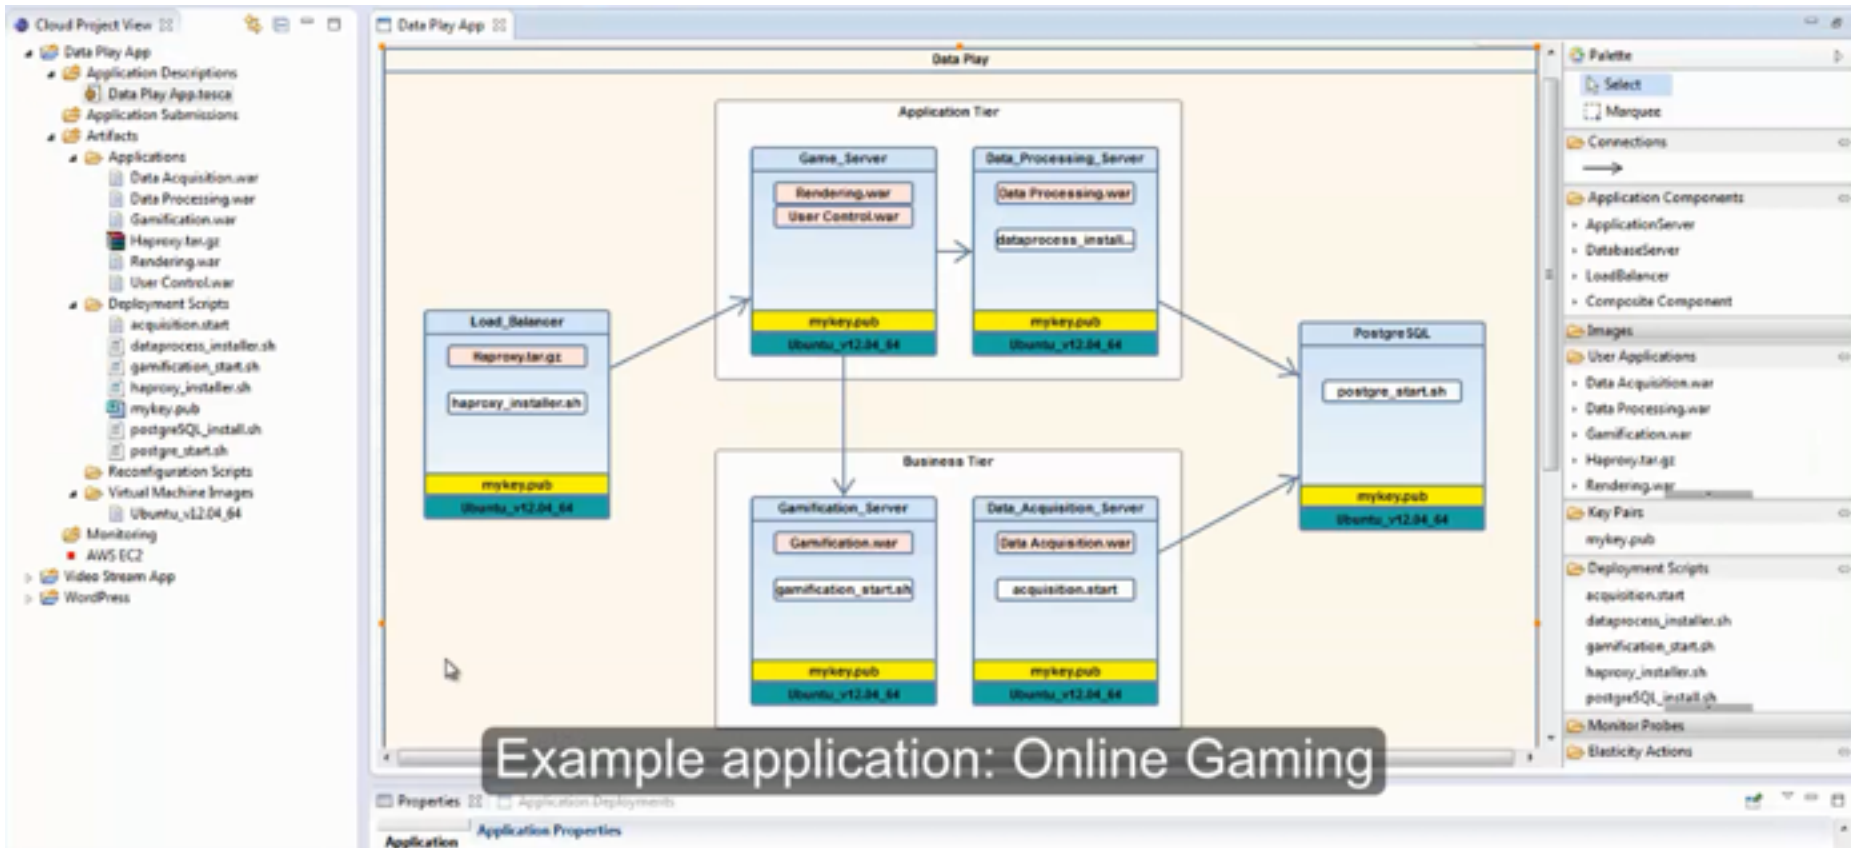 Cloud Project View
Data Play App
Application Descriptions
Data Play App.tosca
Application Submissions
Artifacts
Applications
Data Acquisition.war
Data Processing.war
Gamification.war
Haproxy.tar.gz
Rendering.war
User Control.war
Deployment Scripts
acquisition.start
dataprocess_installer.sh
gamification_start.sh
haproxy_installer.sh
mykey.pub
postgreSQL_install.sh
postgre_start.sh
Reconfiguration Scripts
Virtual Machine Images
Ubuntu_v12.04_64
Monitoring
AWS EC2
Video Stream App
WordPress
Data Play App
Data Play
Application Tier
Game_Server
Rendering.war
User Control.war
mykey.pub
Ubuntu_v12.04_64
Data_Processing_Server
Data Processing.war
dataprocess_install...
mykey.pub
Ubuntu_v12.04_64
Load_Balancer
Haproxy.tar.gz
haproxy_installer.sh
mykey.pub
Ubuntu_v12.04_64
PostgreSQL
postgre_start.sh
mykey.pub
Ubuntu_v12.04_64
Business Tier
Gamification_Server
Gamification.war
gamification_start.sh
mykey.pub
Ubuntu_v12.04_64
Data_Acquisition_Server
Data Acquisition.war
acquisition.start
mykey.pub
Ubuntu_v12.04_64
Palette
Select
Marquee
Connections
Application Components
ApplicationServer
DatabaseServer
LoadBalancer
Composite Component
Images
User Applications
Data Acquisition.war
Data Processing.war
Gamification.war
Haproxy.tar.gz
Rendering.war
Key Pairs
mykey.pub
Deployment Scripts
acquisition.start
dataprocess_installer.sh
gamification_start.sh
haproxy_installer.sh
postgreSQL_install.sh
Monitor Probes
Elasticity Actions
Example application: Online Gaming
Properties
Application Deployments
Application
Application Properties